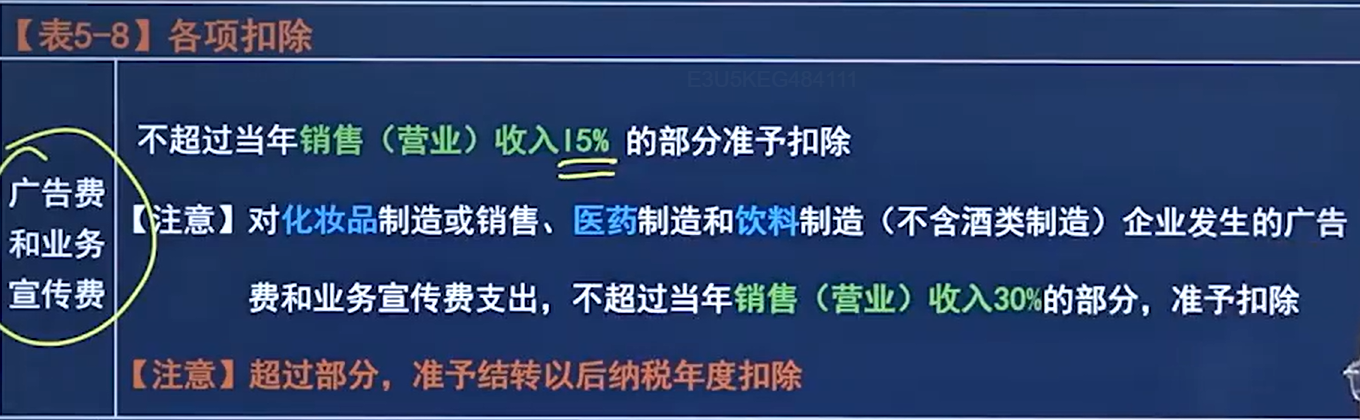 【表5-8】各项扣除
E3U5KEG484111
不超过当年销售（营业）收入15% 的部分准予扣除
广告费
和业务
宣传费
【注意】对化妆品制造或销售、医药制造和饮料制造（不含酒类制造）企业发生的广告
费和业务宣传费支出，不超过当年销售（营业）收入30%的部分，准予扣除
【注意】超过部分，准予结转以后纳税年度扣除